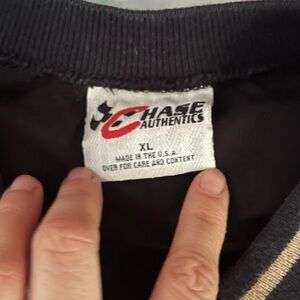 CHASE
AUTHENTICS
XL
MADE IN THE U.S.A.
OVER FOR CARE AND CONTENT